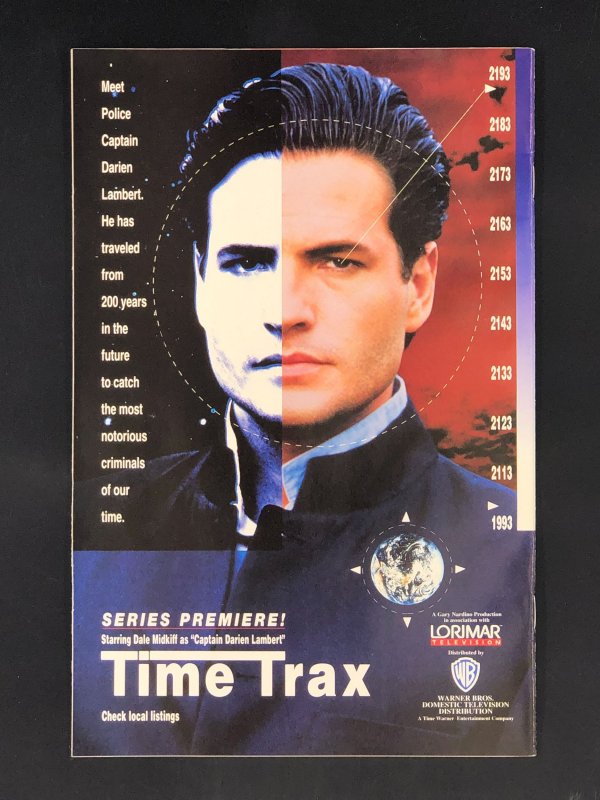 Meet
Police
Captain
Darien
Lambert.
He has
traveled
from
200 years
in the
future
to catch
the most
notorious
criminals
of our
time.
2193
2183
2173
2163
2153
2143
2133
2123
2113
1993
SERIES PREMIERE!
Starring Dale Midkiff as "Captain Darien Lambert"
Time Trax
Check local listings
A Gary Nardino Production
in association with
LORIMAR
TELEVISION
Distributed by
WB
WARNER BROS.
DOMESTIC TELEVISION
DISTRIBUTION
A Time Warner Entertainment Company